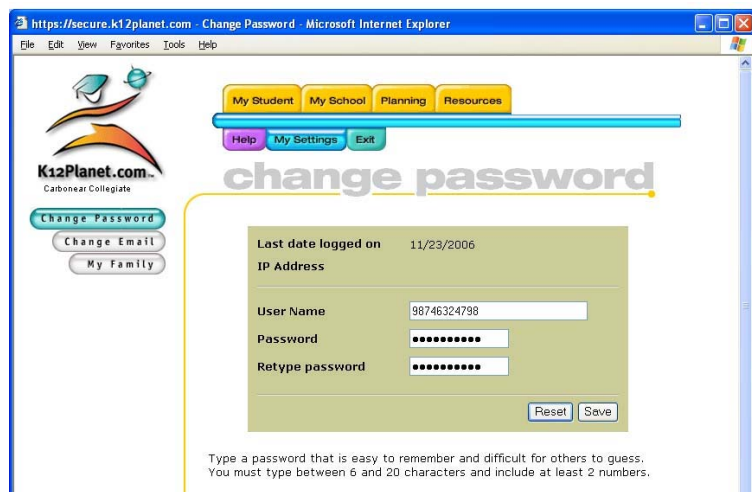 https://secure.k12planet.com - Change Password - Microsoft Internet Explorer
File Edit View Favorites Tools Help
My Student My School Planning Resources
Help My Settings Exit
K12Planet.com
Carbonear Collegiate
change password
Change Password
Change Email
My Family
Last date logged on 11/23/2006
IP Address
User Name 98746324798
Password ●●●●●●●●●●
Retype password ●●●●●●●●●●
Reset Save
Type a password that is easy to remember and difficult for others to guess.
You must type between 6 and 20 characters and include at least 2 numbers.